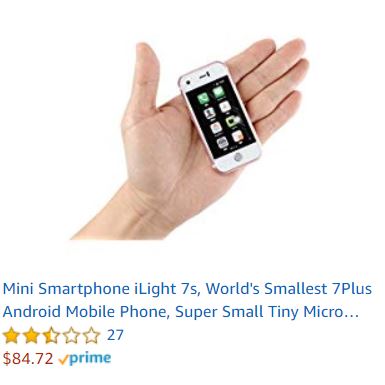 Mini Smartphone iLight 7s, World's Smallest 7Plus
Android Mobile Phone, Super Small Tiny Micro…
27
$84.72 prime